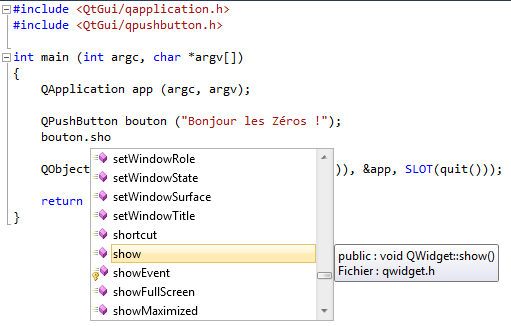 #include <QtGui/qapplication.h>
#include <QtGui/qpushbutton.h>
int main (int argc, char *argv[])
{
QApplication app (argc, argv);
QPushButton bouton ("Bonjour les Zéros !");
bouton.sho
QObject )), &app, SLOT(quit()));
return
}
setWindowRole
setWindowState
setWindowSurface
setWindowTitle
shortcut
show
showEvent
showFullScreen
showMaximized
public : void QWidget::show()
Fichier : qwidget.h